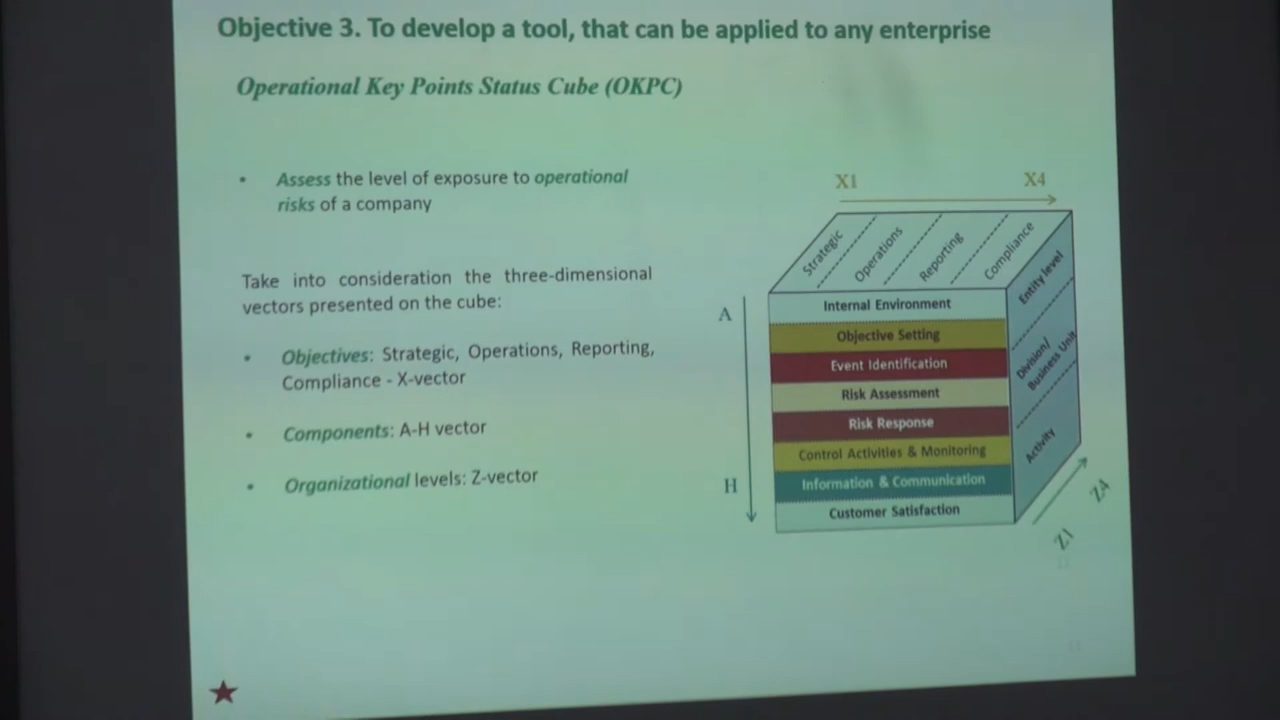 Objective 3. To develop a tool, that can be applied to any enterprise
Operational Key Points Status Cube (OKPC)
• Assess the level of exposure to operational
risks of a company
Take into consideration the three-dimensional
vectors presented on the cube:
• Objectives: Strategic, Operations, Reporting,
Compliance - X-vector
• Components: A-H vector
• Organizational levels: Z-vector
X1
X4
Strategic
Operations
Reporting
Compliance
A
H
Internal Environment
Objective Setting
Event Identification
Risk Assessment
Risk Response
Control Activities & Monitoring
Information & Communication
Customer Satisfaction
Entity level
Division/
Business Unit
Activity
Z4
Z1